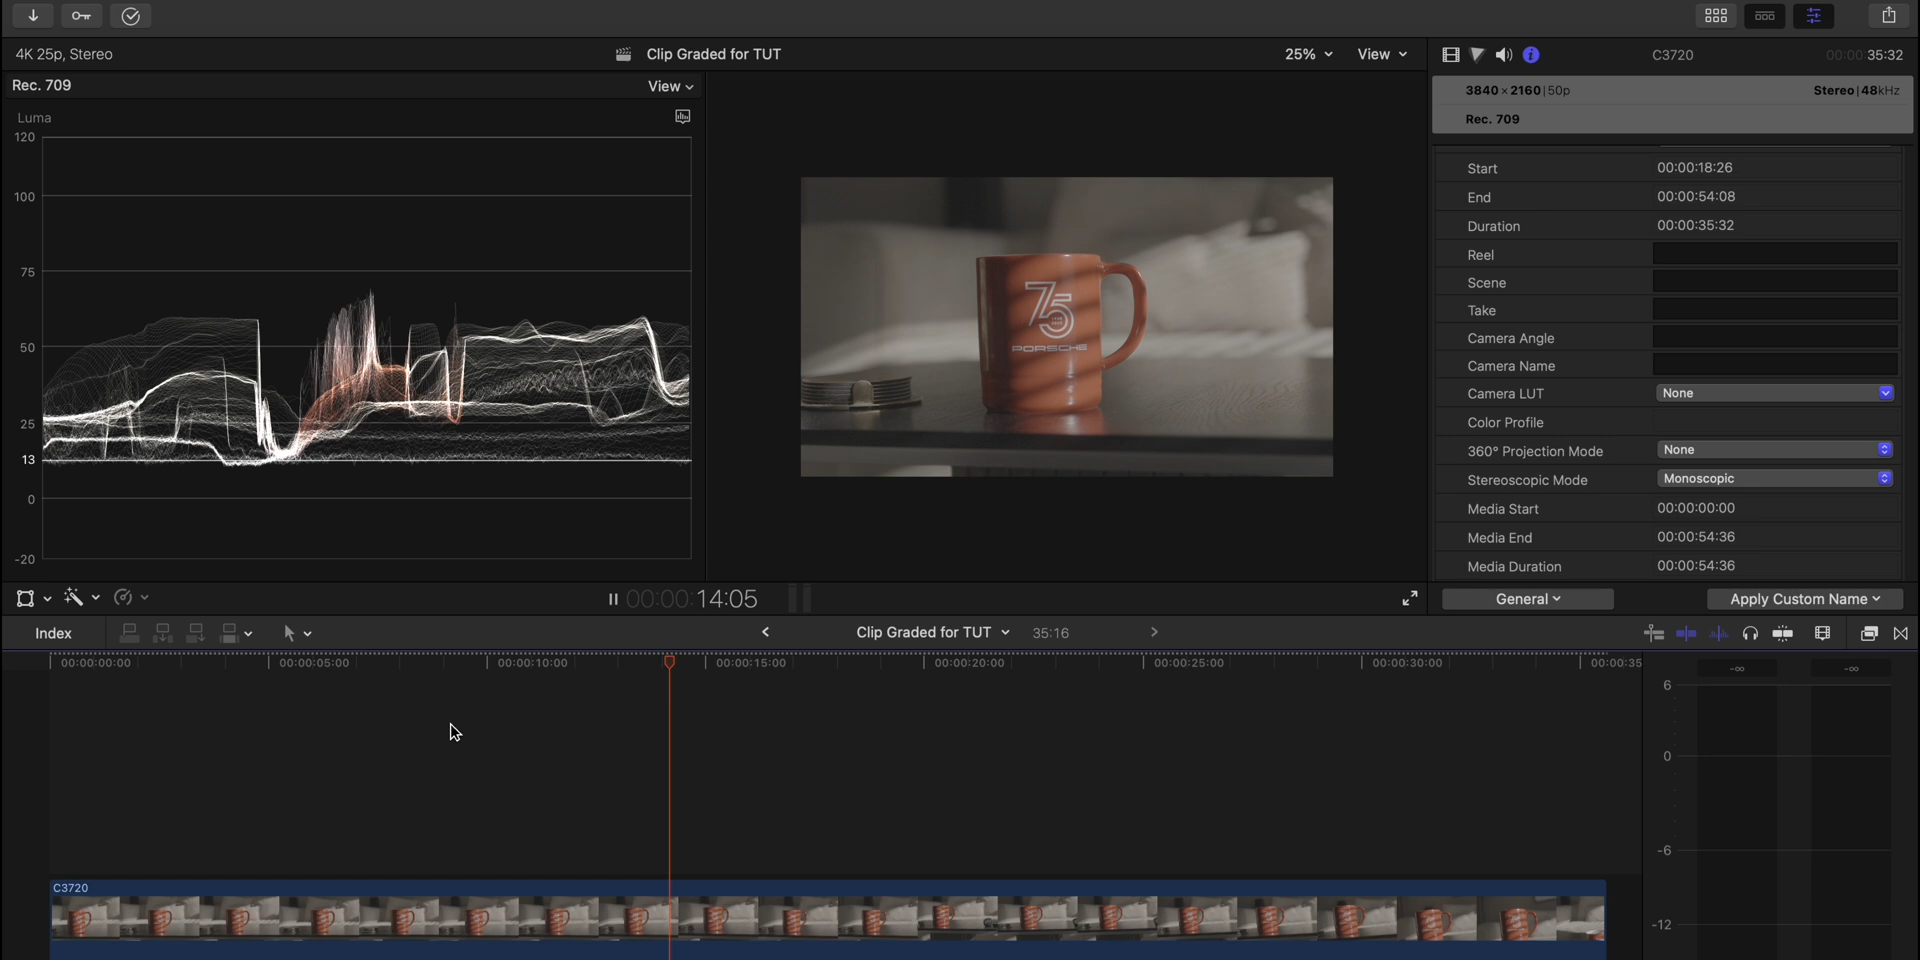 4K 25p, Stereo
Clip Graded for TUT
25%
View
C3720
00:00:35:32
Rec. 709
View
3840 × 2160 | 50p
Stereo | 48kHz
Rec. 709
Luma
120
100
75
50
25
13
0
-20
75
PORSCHE
Start
00:00:18:26
End
00:00:54:08
Duration
00:00:35:32
Reel
Scene
Take
Camera Angle
Camera Name
Camera LUT
None
Color Profile
360° Projection Mode
None
Stereoscopic Mode
Monoscopic
Media Start
00:00:00:00
Media End
00:00:54:36
Media Duration
00:00:54:36
00:00:14:05
General
Apply Custom Name
Index
Clip Graded for TUT
35:16
00:00:00:00
00:00:05:00
00:00:10:00
00:00:15:00
00:00:20:00
00:00:25:00
00:00:30:00
00:00:35
-∞
-∞
6
0
-6
-12
C3720